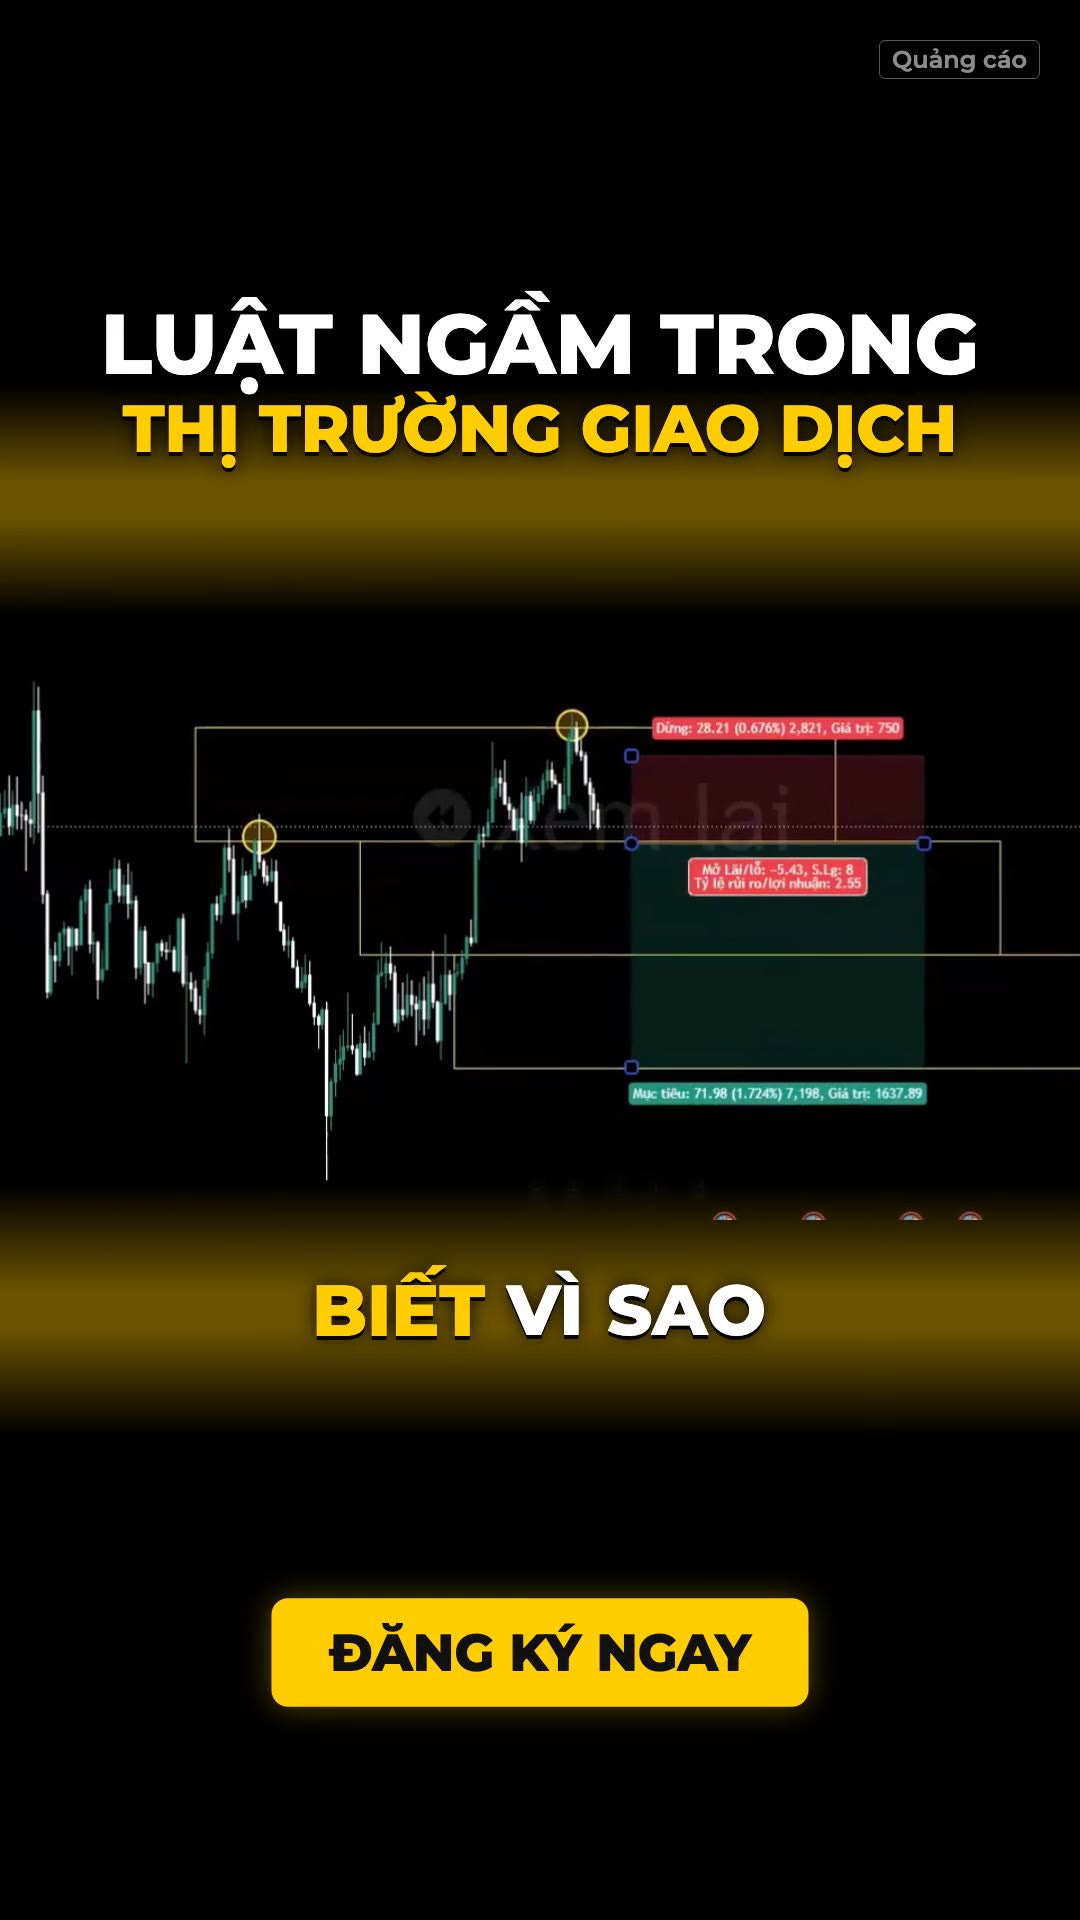 Quảng cáo
LUẬT NGẦM TRONG
THỊ TRƯỜNG GIAO DỊCH
Dừng: 28.21 (0.676%) 2,821, Giá trị: 750
xem lại
Mở Lãi/lỗ: −5.43, S.Lg: 8
Tỷ lệ rủi ro/lợi nhuận: 2.55
Mục tiêu: 71.98 (1.724%) 7,198, Giá trị: 1637.89
BIẾT VÌ SAO
ĐĂNG KÝ NGAY